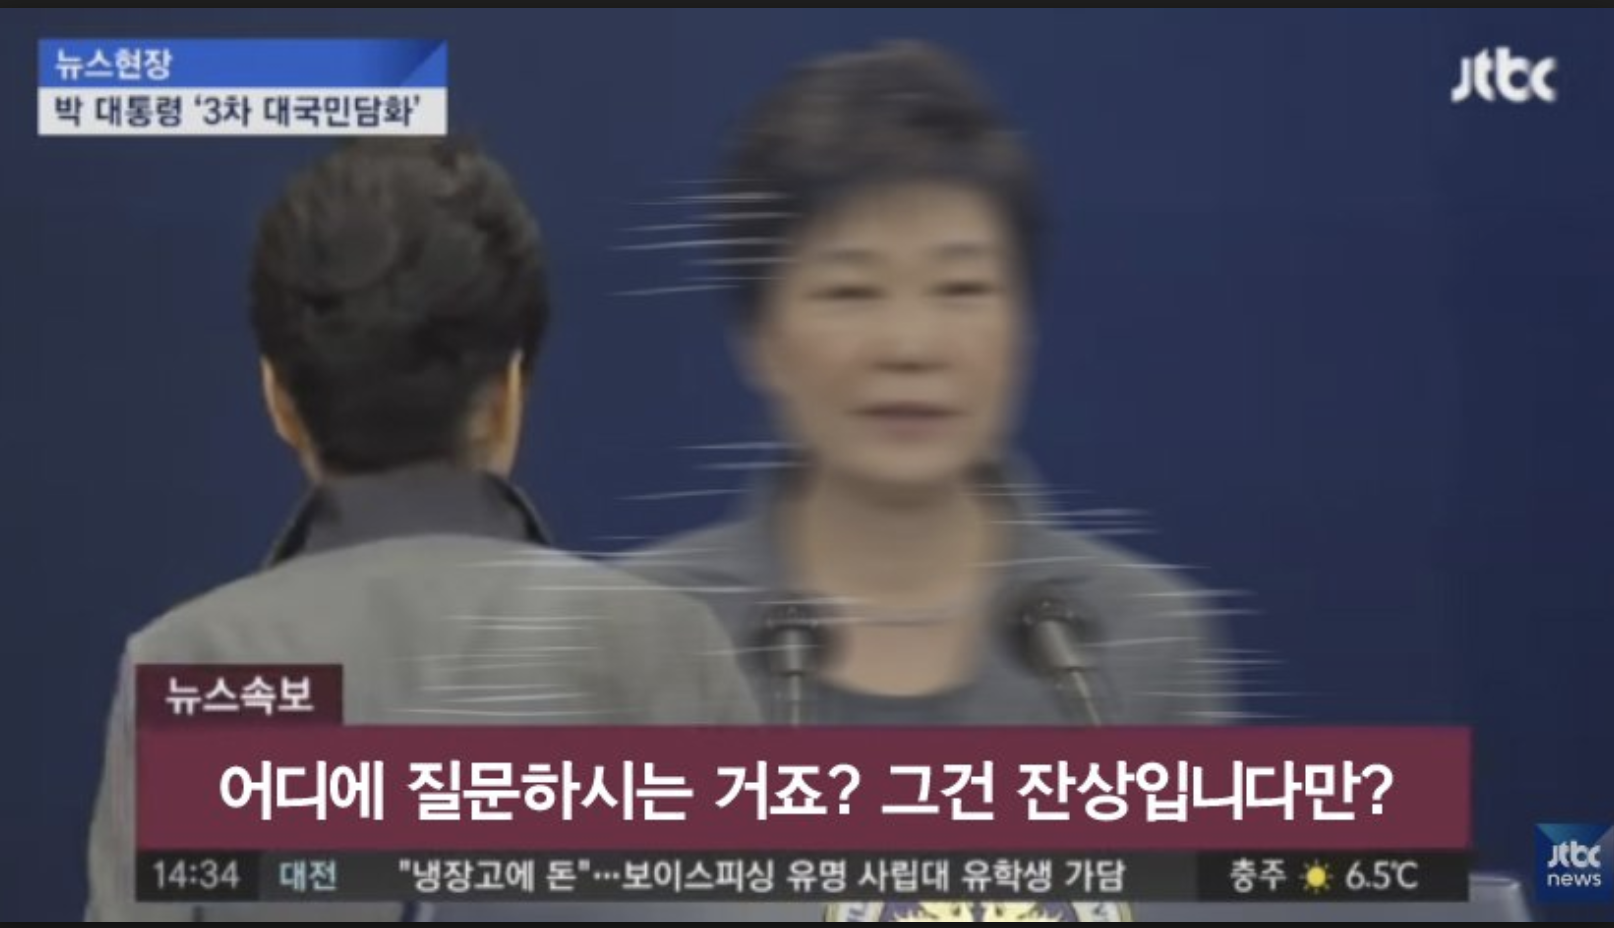 뉴스현장
jtbc
박 대통령 ‘3차 대국민담화’
뉴스속보
어디에 질문하시는 거죠? 그건 잔상입니다만?
14:34 대전 "냉장고에 돈"…보이스피싱 유명 사립대 유학생 가담 충주 6.5℃
jtbc
news